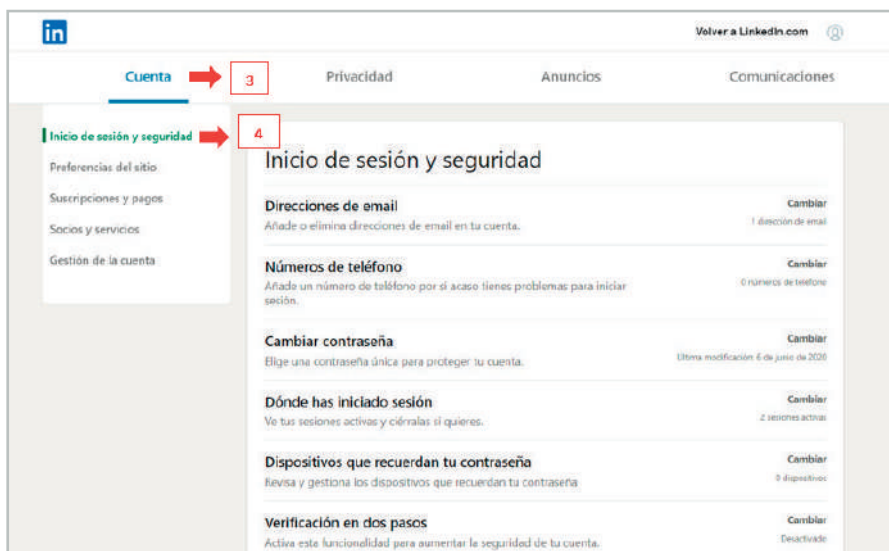 in
Volver a LinkedIn.com
Cuenta 3 Privacidad Anuncios Comunicaciones
Inicio de sesión y seguridad 4
Preferencias del sitio
Suscripciones y pagos
Socios y servicios
Gestión de la cuenta
Inicio de sesión y seguridad
Direcciones de email Cambiar
Añade o elimina direcciones de email en tu cuenta. 1 dirección de email
Números de teléfono Cambiar
Añade un número de teléfono por si acaso tienes problemas para iniciar 0 números de teléfono
sesión.
Cambiar contraseña Cambiar
Elige una contraseña única para proteger tu cuenta. Última modificación: 6 de junio de 2020
Dónde has iniciado sesión Cambiar
Ve tus sesiones activas y ciérralas si quieres. 2 sesiones activas
Dispositivos que recuerdan tu contraseña Cambiar
Revisa y gestiona los dispositivos que recuerdan tu contraseña 0 dispositivos
Verificación en dos pasos Cambiar
Activa esta funcionalidad para aumentar la seguridad de tu cuenta. Desactivado